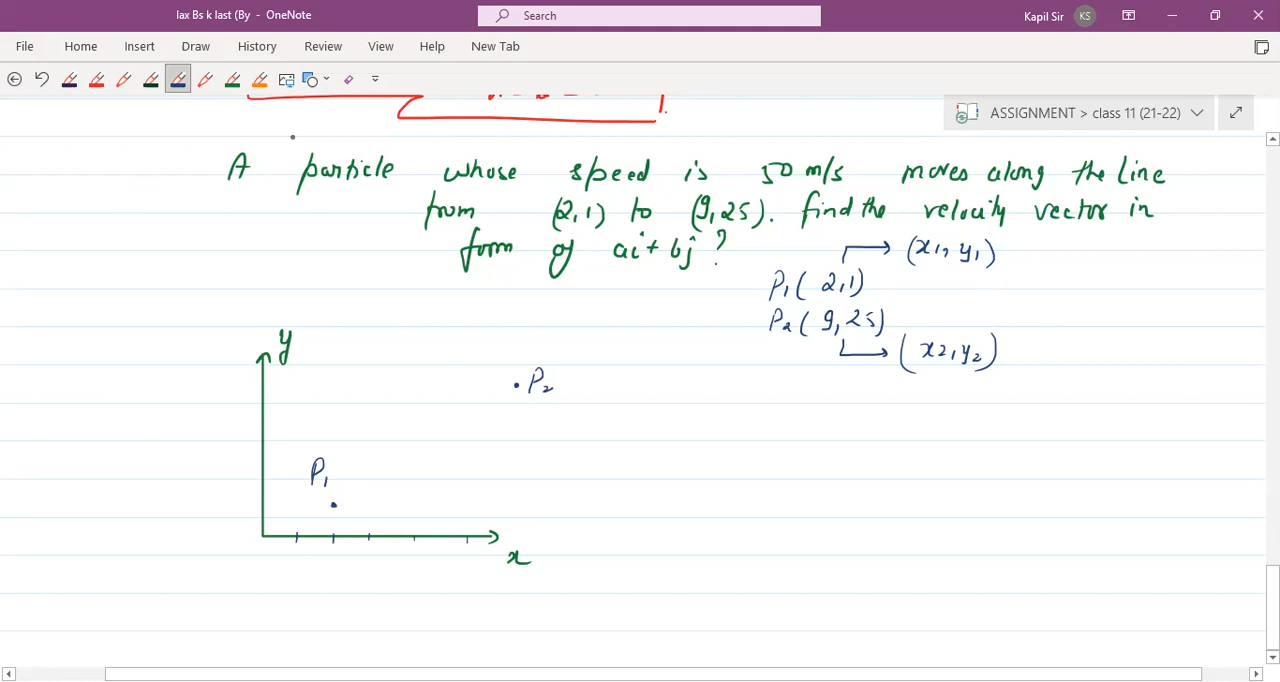 lax Bs k last (By - OneNote
Search
Kapil Sir KS
File Home Insert Draw History Review View Help New Tab
ASSIGNMENT > class 11 (21-22)
A particle whose speed is 50 m/s moves along the Line
from (2,1) to (9,25). find the velocity vector in
form of ai + bj ?
(x1, y1)
P1 ( 2,1)
P2 ( 9,25)
(x2, y2)
y
P2
P1
x